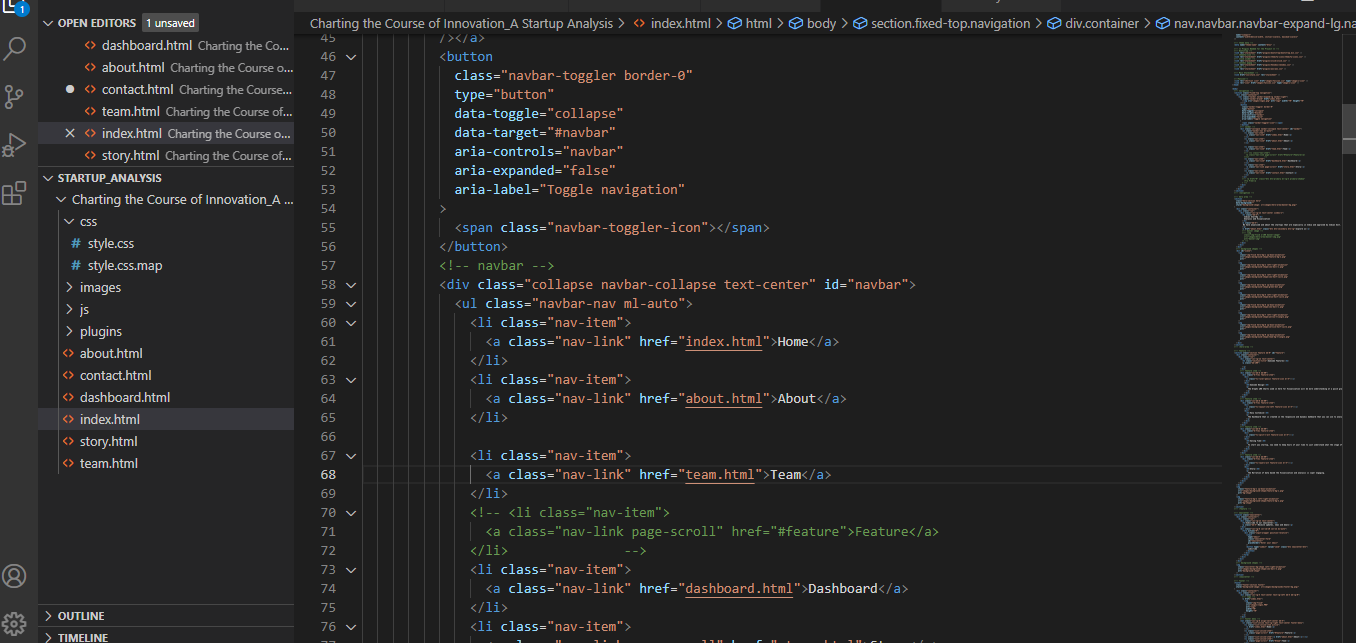 1
OPEN EDITORS 1 unsaved
dashboard.html Charting the Co...
about.html Charting the Course o...
contact.html Charting the Course...
team.html Charting the Course of...
index.html Charting the Course o...
story.html Charting the Course of...
STARTUP_ANALYSIS
Charting the Course of Innovation_A ...
css
# style.css
# style.css.map
images
js
plugins
about.html
contact.html
dashboard.html
index.html
story.html
team.html
OUTLINE
TIMELINE
Charting the Course of Innovation_A Startup Analysis > index.html > html > body > section.fixed-top.navigation > div.container > nav.navbar.navbar-expand-lg.na
45 /></a>
46 <button
47 class="navbar-toggler border-0"
48 type="button"
49 data-toggle="collapse"
50 data-target="#navbar"
51 aria-controls="navbar"
52 aria-expanded="false"
53 aria-label="Toggle navigation"
54 >
55 <span class="navbar-toggler-icon"></span>
56 </button>
57 <!-- navbar -->
58 <div class="collapse navbar-collapse text-center" id="navbar">
59 <ul class="navbar-nav ml-auto">
60 <li class="nav-item">
61 <a class="nav-link" href="index.html">Home</a>
62 </li>
63 <li class="nav-item">
64 <a class="nav-link" href="about.html">About</a>
65 </li>
66
67 <li class="nav-item">
68 <a class="nav-link" href="team.html">Team</a>
69 </li>
70 <!-- <li class="nav-item">
71 <a class="nav-link page-scroll" href="#feature">Feature</a>
72 </li> -->
73 <li class="nav-item">
74 <a class="nav-link" href="dashboard.html">Dashboard</a>
75 </li>
76 <li class="nav-item">